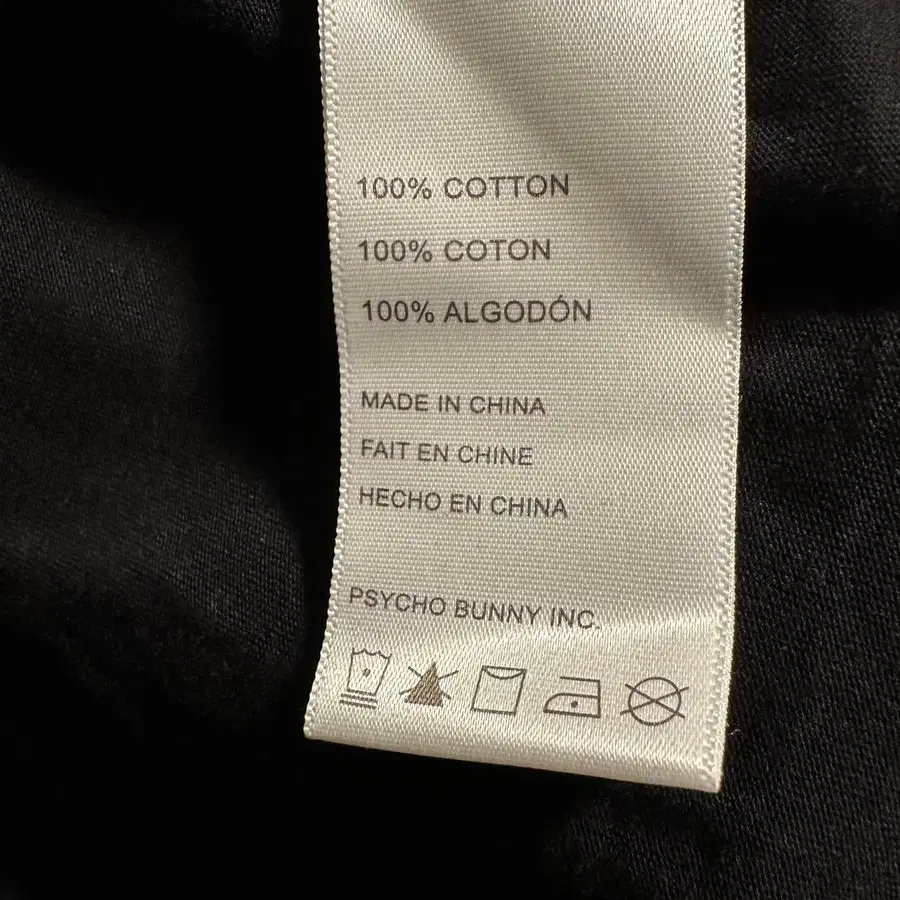 100% COTTON
100% COTON
100% ALGODÓN
MADE IN CHINA
FAIT EN CHINE
HECHO EN CHINA
PSYCHO BUNNY INC.